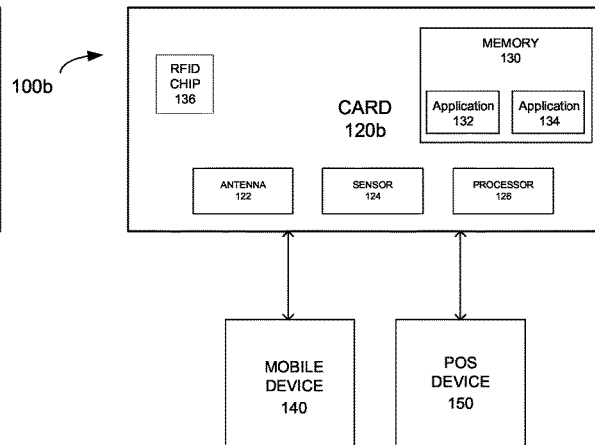 100b
RFID
CHIP
136
CARD
120b
MEMORY
130
Application
132
Application
134
ANTENNA
122
SENSOR
124
PROCESSOR
126
MOBILE
DEVICE
140
POS
DEVICE
150